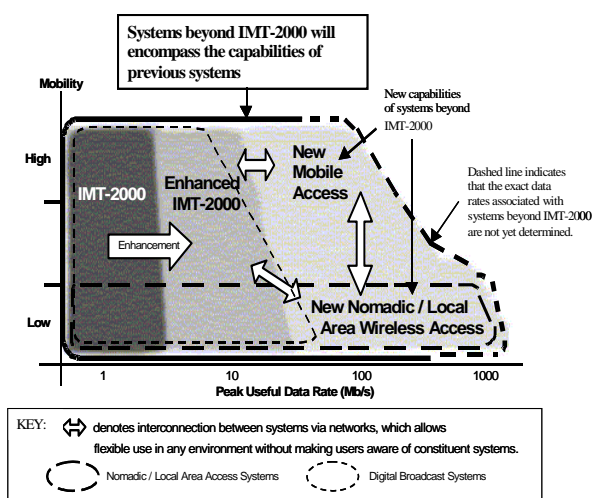 Systems beyond IMT-2000 will
encompass the capabilities of
previous systems
Mobility
High
Low
IMT-2000
Enhanced
IMT-2000
Enhancement
New
Mobile
Access
New capabilities
of systems beyond
IMT-2000
Dashed line indicates
that the exact data
rates associated with
systems beyond IMT-2000
are not yet determined.
New Nomadic / Local
Area Wireless Access
1
10
100
1000
Peak Useful Data Rate (Mb/s)
KEY:
denotes interconnection between systems via networks, which allows
flexible use in any environment without making users aware of constituent systems.
Nomadic / Local Area Access Systems
Digital Broadcast Systems